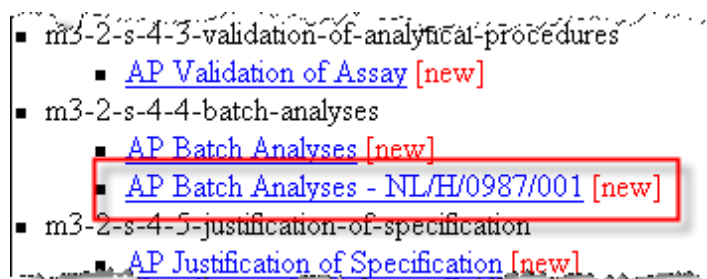 m3-2-s-4-3-validation-of-analytical-procedures
AP Validation of Assay [new]
m3-2-s-4-4-batch-analyses
AP Batch Analyses [new]
AP Batch Analyses - NL/H/0987/001 [new]
m3-2-s-4-5-justification-of-specification
AP Justification of Specification [new]